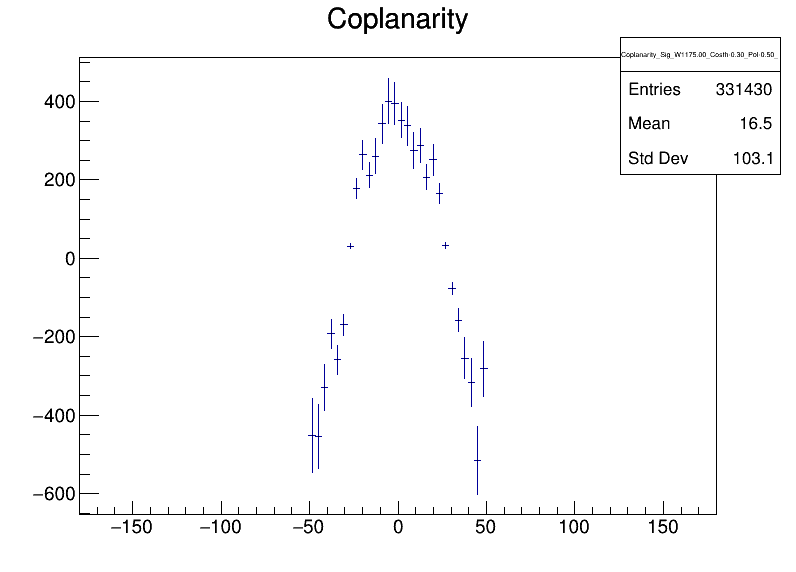 Coplanarity
Coplanarity_Sig_W1175.00_Costh-0.30_Pol-0.50_
Entries 331430
Mean 16.5
Std Dev 103.1
400
200
0
−200
−400
−600
−150 −100 −50 0 50 100 150